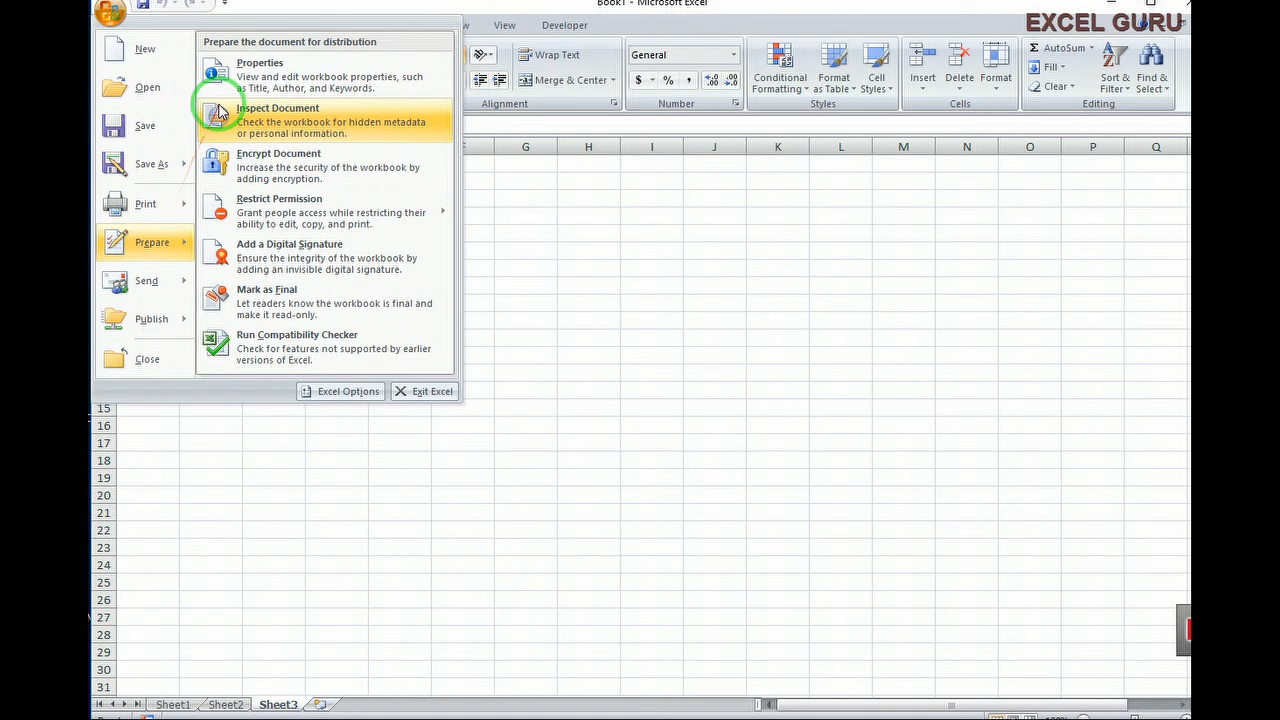 Book1 - Microsoft Excel
EXCEL GURU
View Developer
New
Open
Save
Save As
Print
Prepare
Send
Publish
Close
Prepare the document for distribution
Properties
View and edit workbook properties, such
as Title, Author, and Keywords.
Inspect Document
Check the workbook for hidden metadata
or personal information.
Encrypt Document
Increase the security of the workbook by
adding encryption.
Restrict Permission
Grant people access while restricting their
ability to edit, copy, and print.
Add a Digital Signature
Ensure the integrity of the workbook by
adding an invisible digital signature.
Mark as Final
Let readers know the workbook is final and
make it read-only.
Run Compatibility Checker
Check for features not supported by earlier
versions of Excel.
Excel Options Exit Excel
Wrap Text
Merge & Center
Alignment
General
$ % ,
Number
Conditional
Formatting
Format
as Table
Cell
Styles
Styles
Insert Delete Format
Cells
Σ AutoSum
Fill
Clear
Sort &
Filter
Find &
Select
Editing
G H I J K L M N O P Q
15
16
17
18
19
20
21
22
23
24
25
26
27
28
29
30
31
Sheet1 Sheet2 Sheet3